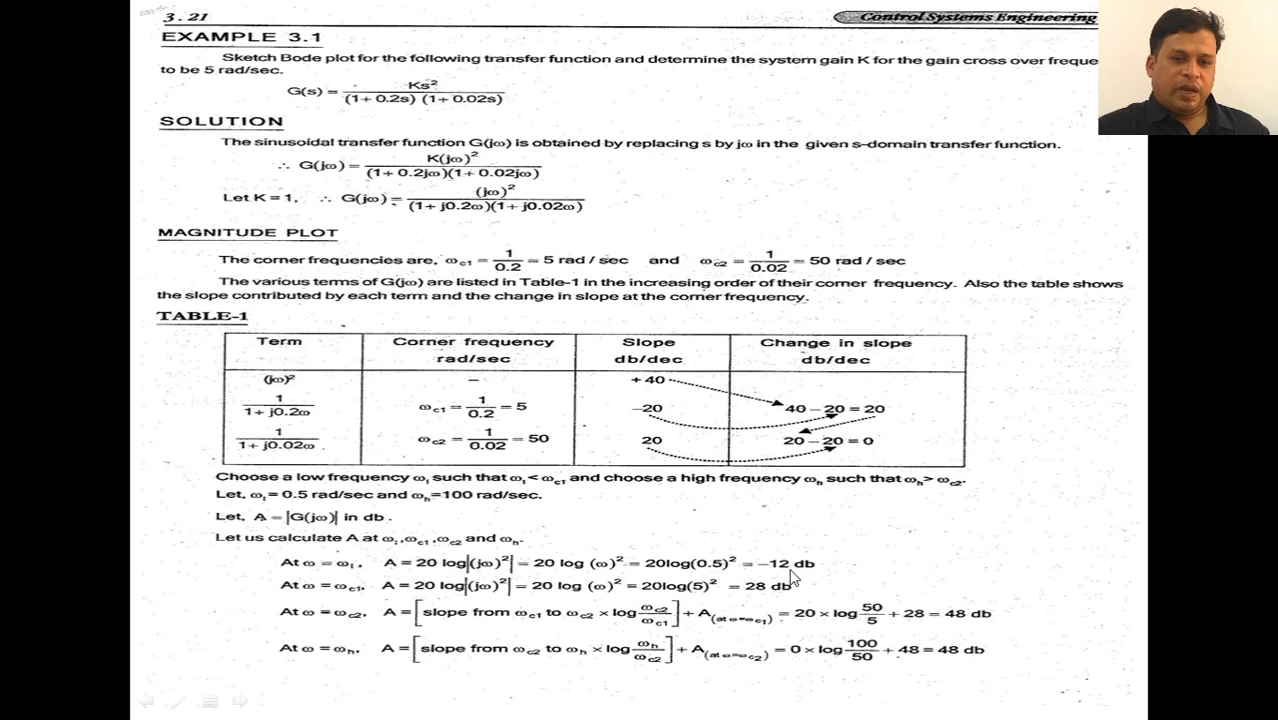 3.21
Control Systems Engineering
EXAMPLE 3.1
Sketch Bode plot for the following transfer function and determine the system gain K for the gain cross over freque
to be 5 rad/sec.
G(s) = Ks² / (1+ 0.2s) (1+ 0.02s)
SOLUTION
The sinusoidal transfer function G(jω) is obtained by replacing s by jω in the given s-domain transfer function.
∴ G(jω) = K(jω)² / (1+ 0.2jω)(1+ 0.02jω)
Let K = 1, ∴ G(jω) = (jω)² / (1+ j0.2ω)(1+ j0.02ω)
MAGNITUDE PLOT
The corner frequencies are, ωc1 = 1/0.2 = 5 rad / sec and ωc2 = 1/0.02 = 50 rad / sec
The various terms of G(jω) are listed in Table-1 in the increasing order of their corner frequency. Also the table shows
the slope contributed by each term and the change in slope at the corner frequency.
TABLE-1
Term Corner frequency Slope Change in slope
rad/sec db/dec db/dec
(jω)² – + 40
1 / 1+ j0.2ω ωc1 = 1/0.2 = 5 –20 40 – 20 = 20
1 / 1+ j0.02ω ωc2 = 1/0.02 = 50 20 20 – 20 = 0
Choose a low frequency ωl such that ωl < ωc1 and choose a high frequency ωh such that ωh > ωc2.
Let, ωl = 0.5 rad/sec and ωh =100 rad/sec.
Let, A = |G(jω)| in db .
Let us calculate A at ωl, ωc1, ωc2 and ωh.
At ω = ωl, A = 20 log|(jω)²| = 20 log (ω)² = 20log(0.5)² = –12 db
At ω = ωc1, A = 20 log|(jω)²| = 20 log (ω)² = 20log(5)² = 28 db
At ω = ωc2, A = [slope from ωc1 to ωc2 × log ωc2/ωc1] + A(at ω=ωc1) = 20 × log 50/5 + 28 = 48 db
At ω = ωh, A = [slope from ωc2 to ωh × log ωh/ωc2] + A(at ω=ωc2) = 0 × log 100/50 + 48 = 48 db